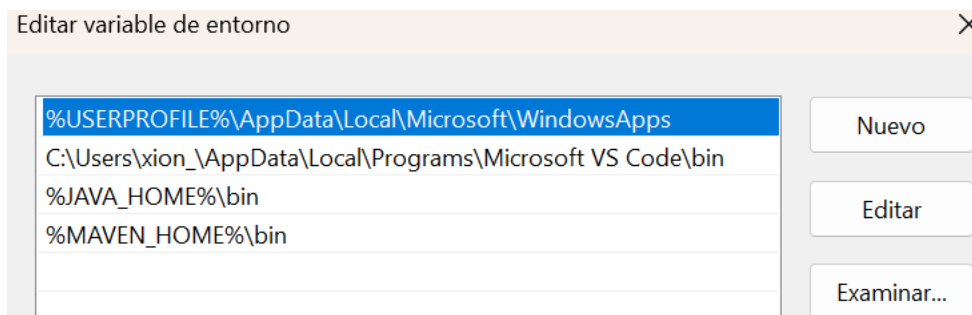 Editar variable de entorno
%USERPROFILE%\AppData\Local\Microsoft\WindowsApps
Nuevo
C:\Users\xion_\AppData\Local\Programs\Microsoft VS Code\bin
%JAVA_HOME%\bin
Editar
%MAVEN_HOME%\bin
Examinar...